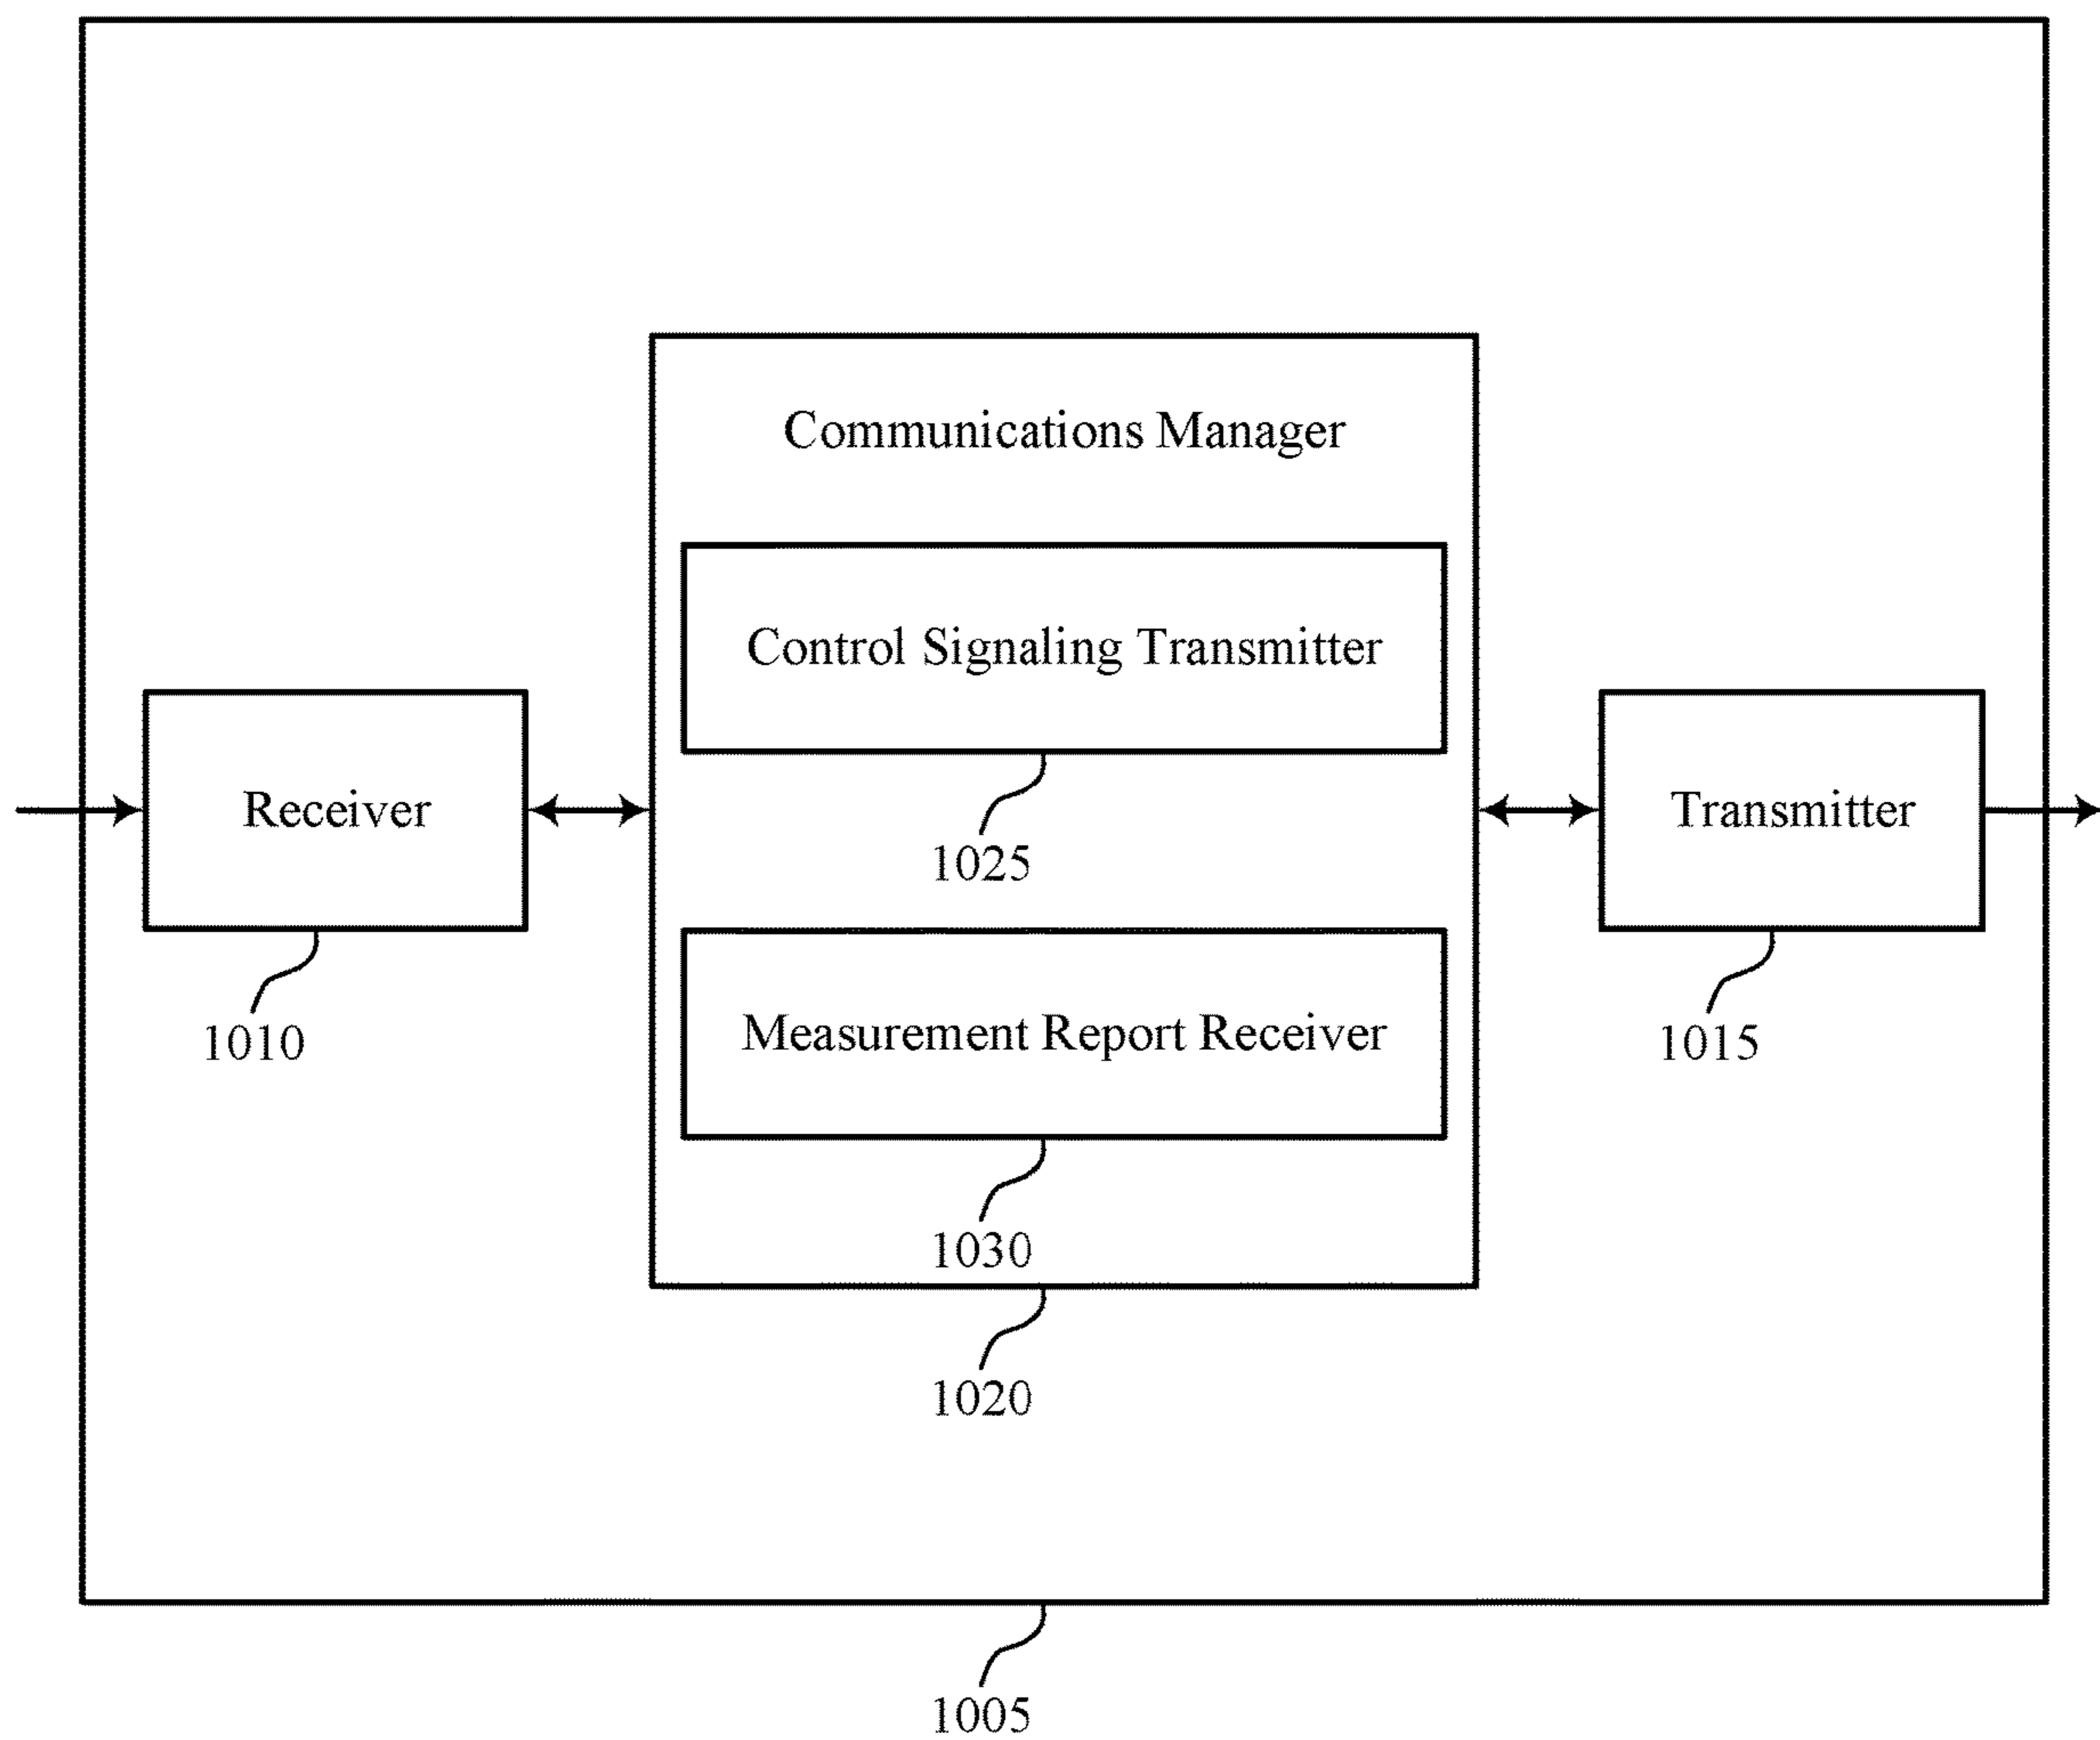 Communications Manager
Control Signaling Transmitter
1025
Receiver
1010
Transmitter
1015
Measurement Report Receiver
1030
1020
1005